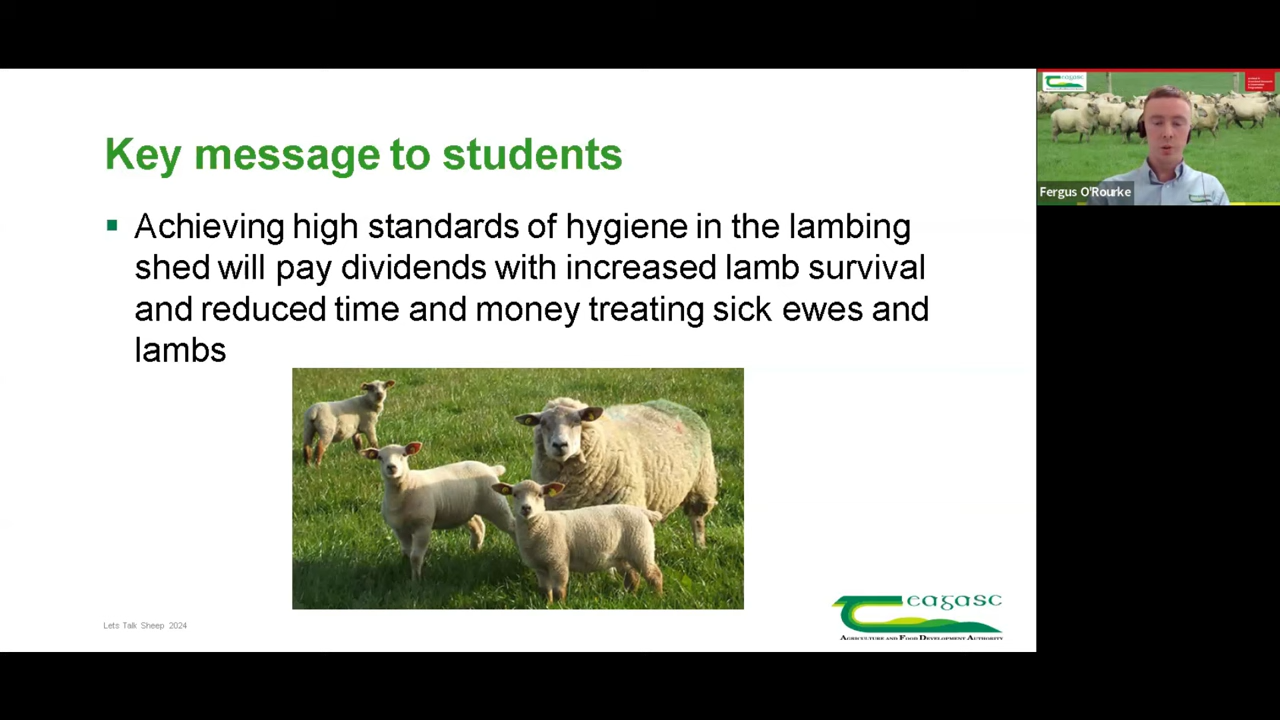 Key message to students
▪ Achieving high standards of hygiene in the lambing
shed will pay dividends with increased lamb survival
and reduced time and money treating sick ewes and
lambs
Lets Talk Sheep 2024
Teagasc
AGRICULTURE AND FOOD DEVELOPMENT AUTHORITY
Teagasc
Fergus O'Rourke